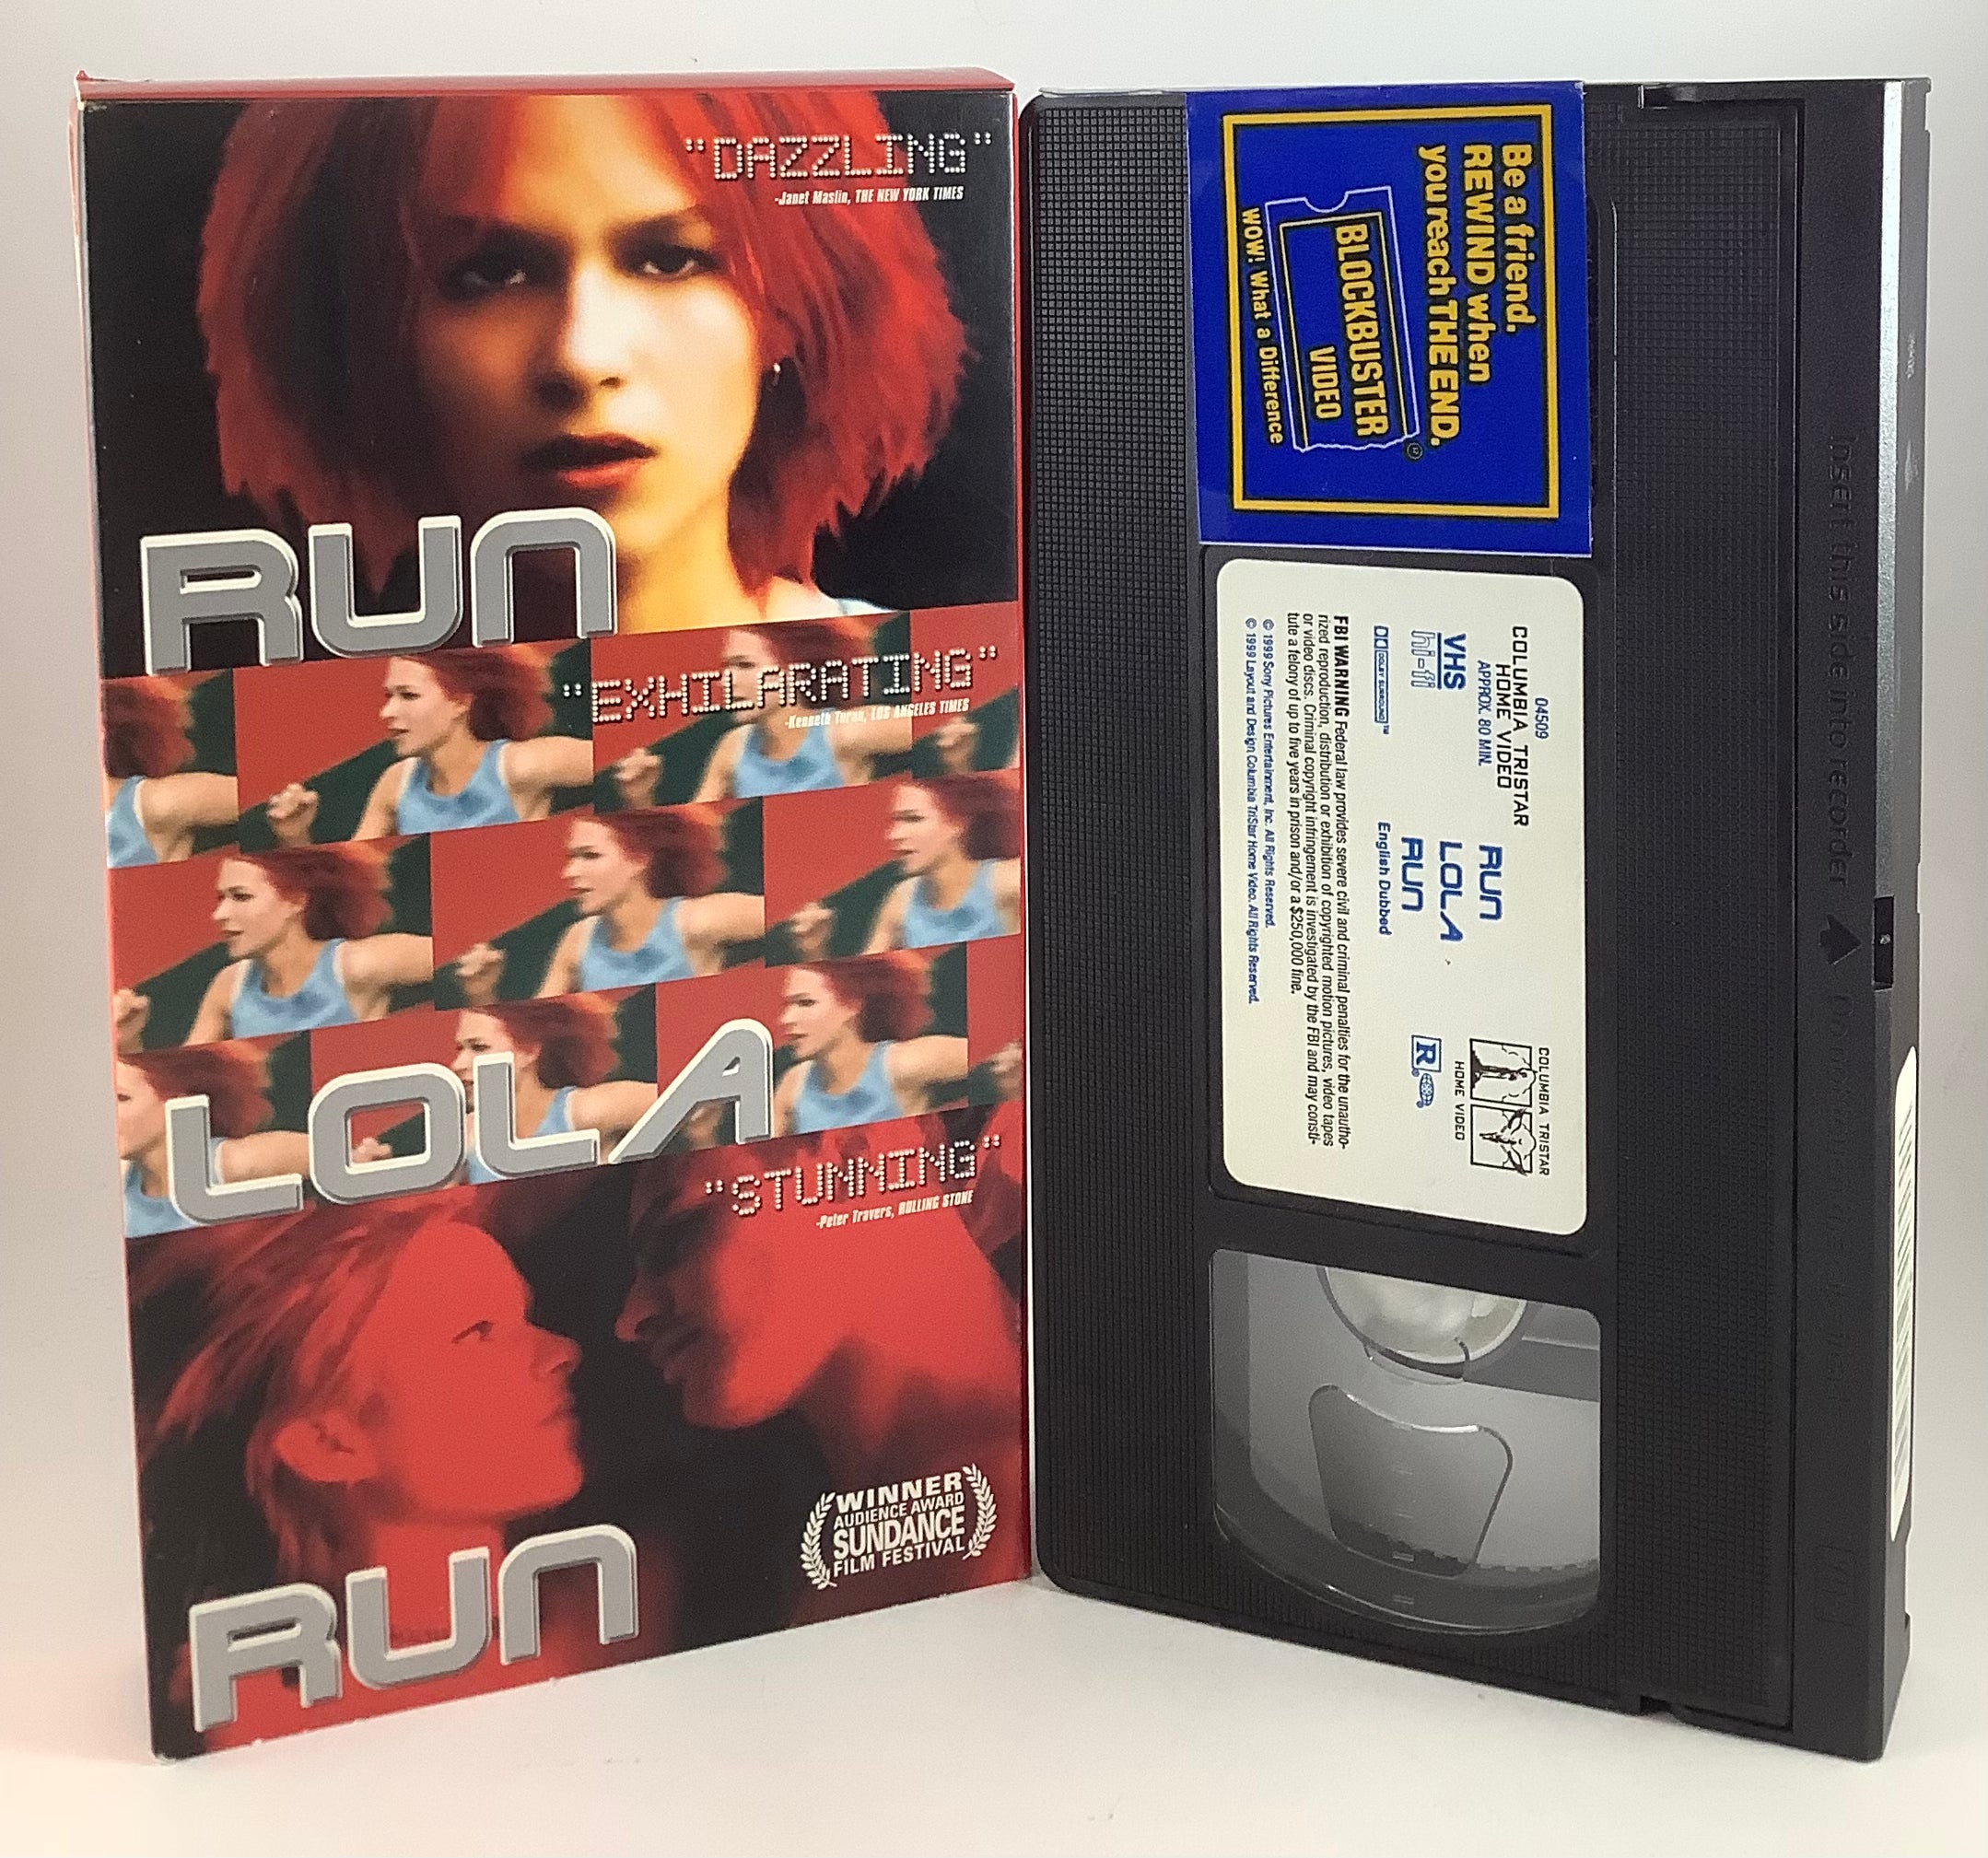 "DAZZLING"
-Janet Maslin, THE NEW YORK TIMES
RUN
"EXHILARATING"
-Kenneth Turan, LOS ANGELES TIMES
LOLA
"STUNNING"
-Peter Travers, ROLLING STONE
WINNER
AUDIENCE AWARD
SUNDANCE
FILM FESTIVAL
RUN
Be a friend.
REWIND when
you reach THE END.
BLOCKBUSTER
VIDEO
®
WOW! What a Difference
04509
COLUMBIA TRISTAR
HOME VIDEO
APPROX. 80 MIN.
VHS
hi-fi
DOLBY SURROUND™
RUN
LOLA
RUN
English Dubbed
COLUMBIA TRISTAR
HOME VIDEO
R®
FBI WARNING Federal law provides severe civil and criminal penalties for the unautho-
rized reproduction, distribution or exhibition of copyrighted motion pictures, video tapes
or video discs. Criminal copyright infringement is investigated by the FBI and may consti-
tute a felony of up to five years in prison and/or a $250,000 fine.
© 1999 Sony Pictures Entertainment, Inc. All Rights Reserved.
© 1999 Layout and Design Columbia TriStar Home Video. All Rights Reserved.
Insert this side into recorder